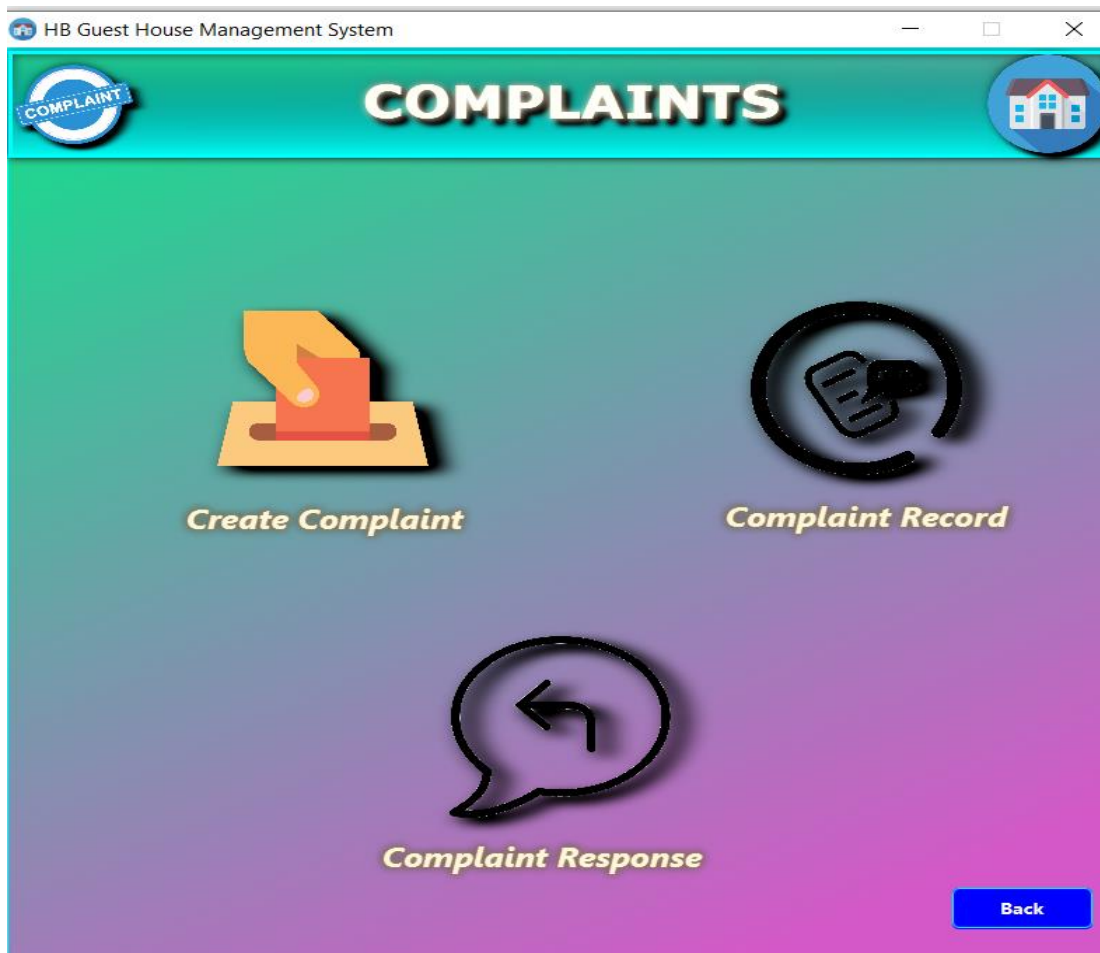 HB Guest House Management System
COMPLAINT
COMPLAINTS
Create Complaint
Complaint Record
Complaint Response
Back